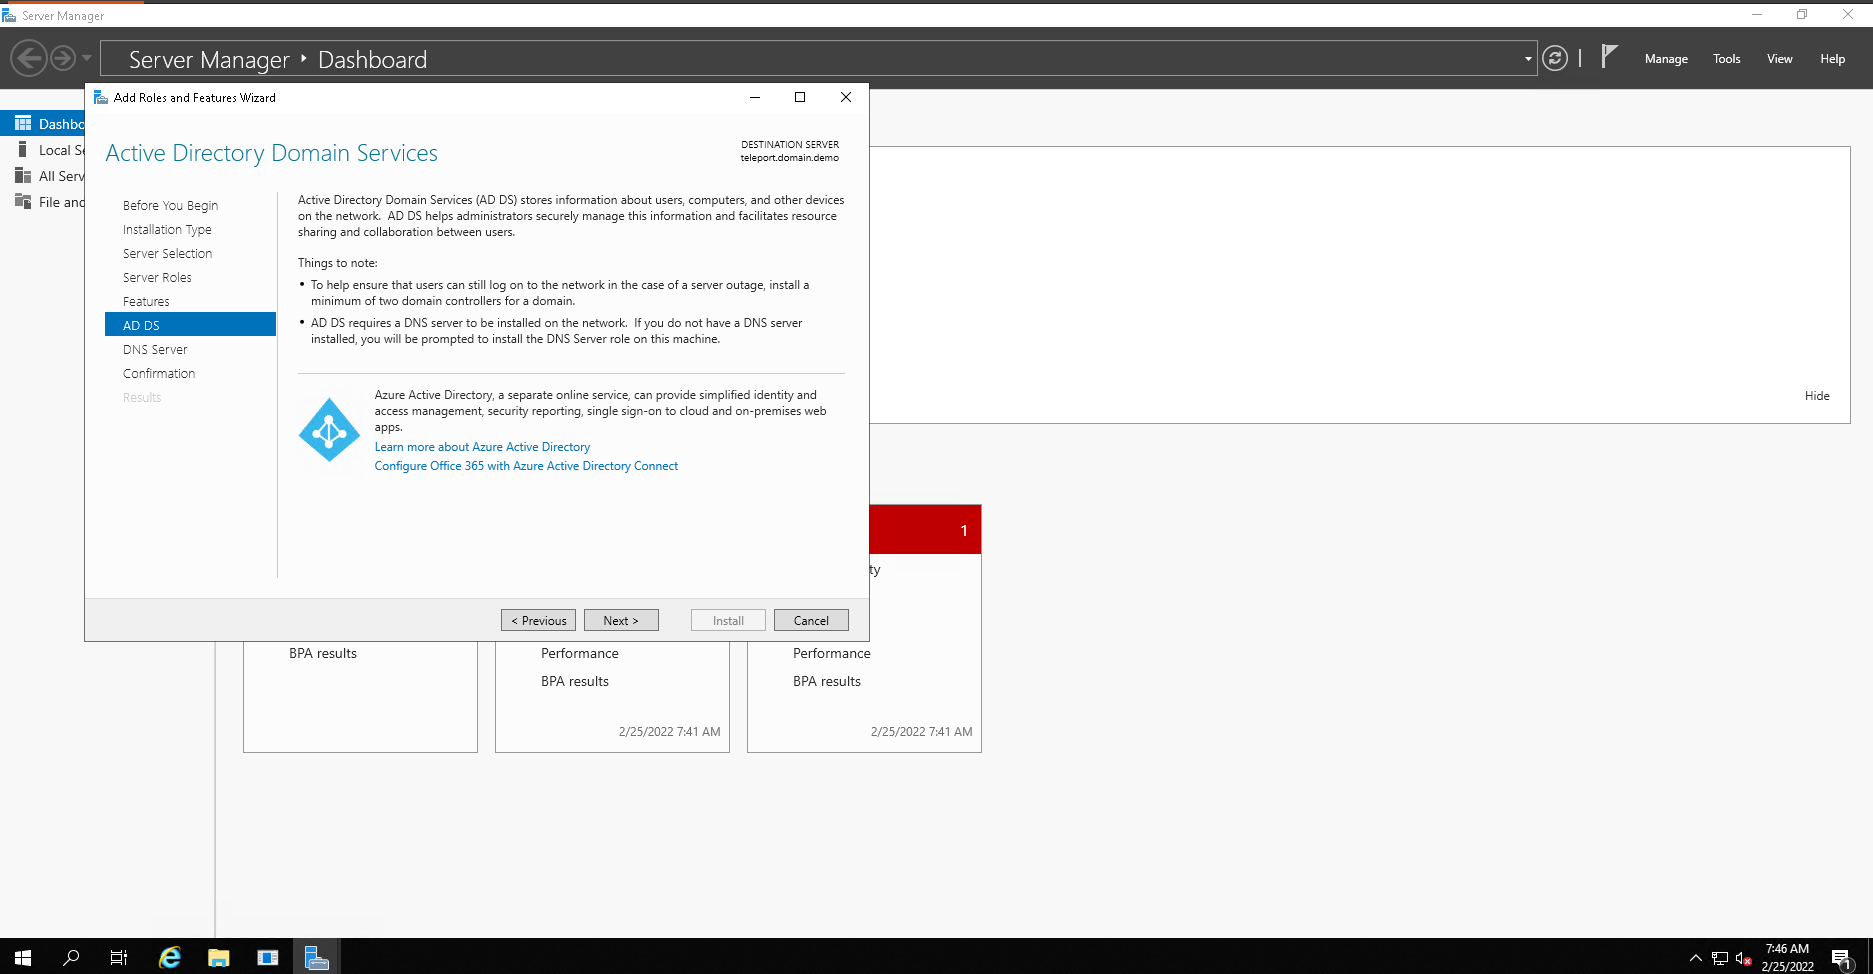 Server Manager
Server Manager ‣ Dashboard
Manage
Tools
View
Help
Add Roles and Features Wizard
Dashbo
Local Se
All Serv
File and
Active Directory Domain Services
DESTINATION SERVER
teleport.domain.demo
Before You Begin
Installation Type
Server Selection
Server Roles
Features
AD DS
DNS Server
Confirmation
Results
Active Directory Domain Services (AD DS) stores information about users, computers, and other devices
on the network.  AD DS helps administrators securely manage this information and facilitates resource
sharing and collaboration between users.
Things to note:
• To help ensure that users can still log on to the network in the case of a server outage, install a
minimum of two domain controllers for a domain.
• AD DS requires a DNS server to be installed on the network.  If you do not have a DNS server
installed, you will be prompted to install the DNS Server role on this machine.
Azure Active Directory, a separate online service, can provide simplified identity and
access management, security reporting, single sign-on to cloud and on-premises web
apps.
Learn more about Azure Active Directory
Configure Office 365 with Azure Active Directory Connect
< Previous
Next >
Install
Cancel
Hide
1
ty
BPA results
Performance
BPA results
2/25/2022 7:41 AM
Performance
BPA results
2/25/2022 7:41 AM
7:46 AM
2/25/2022
1